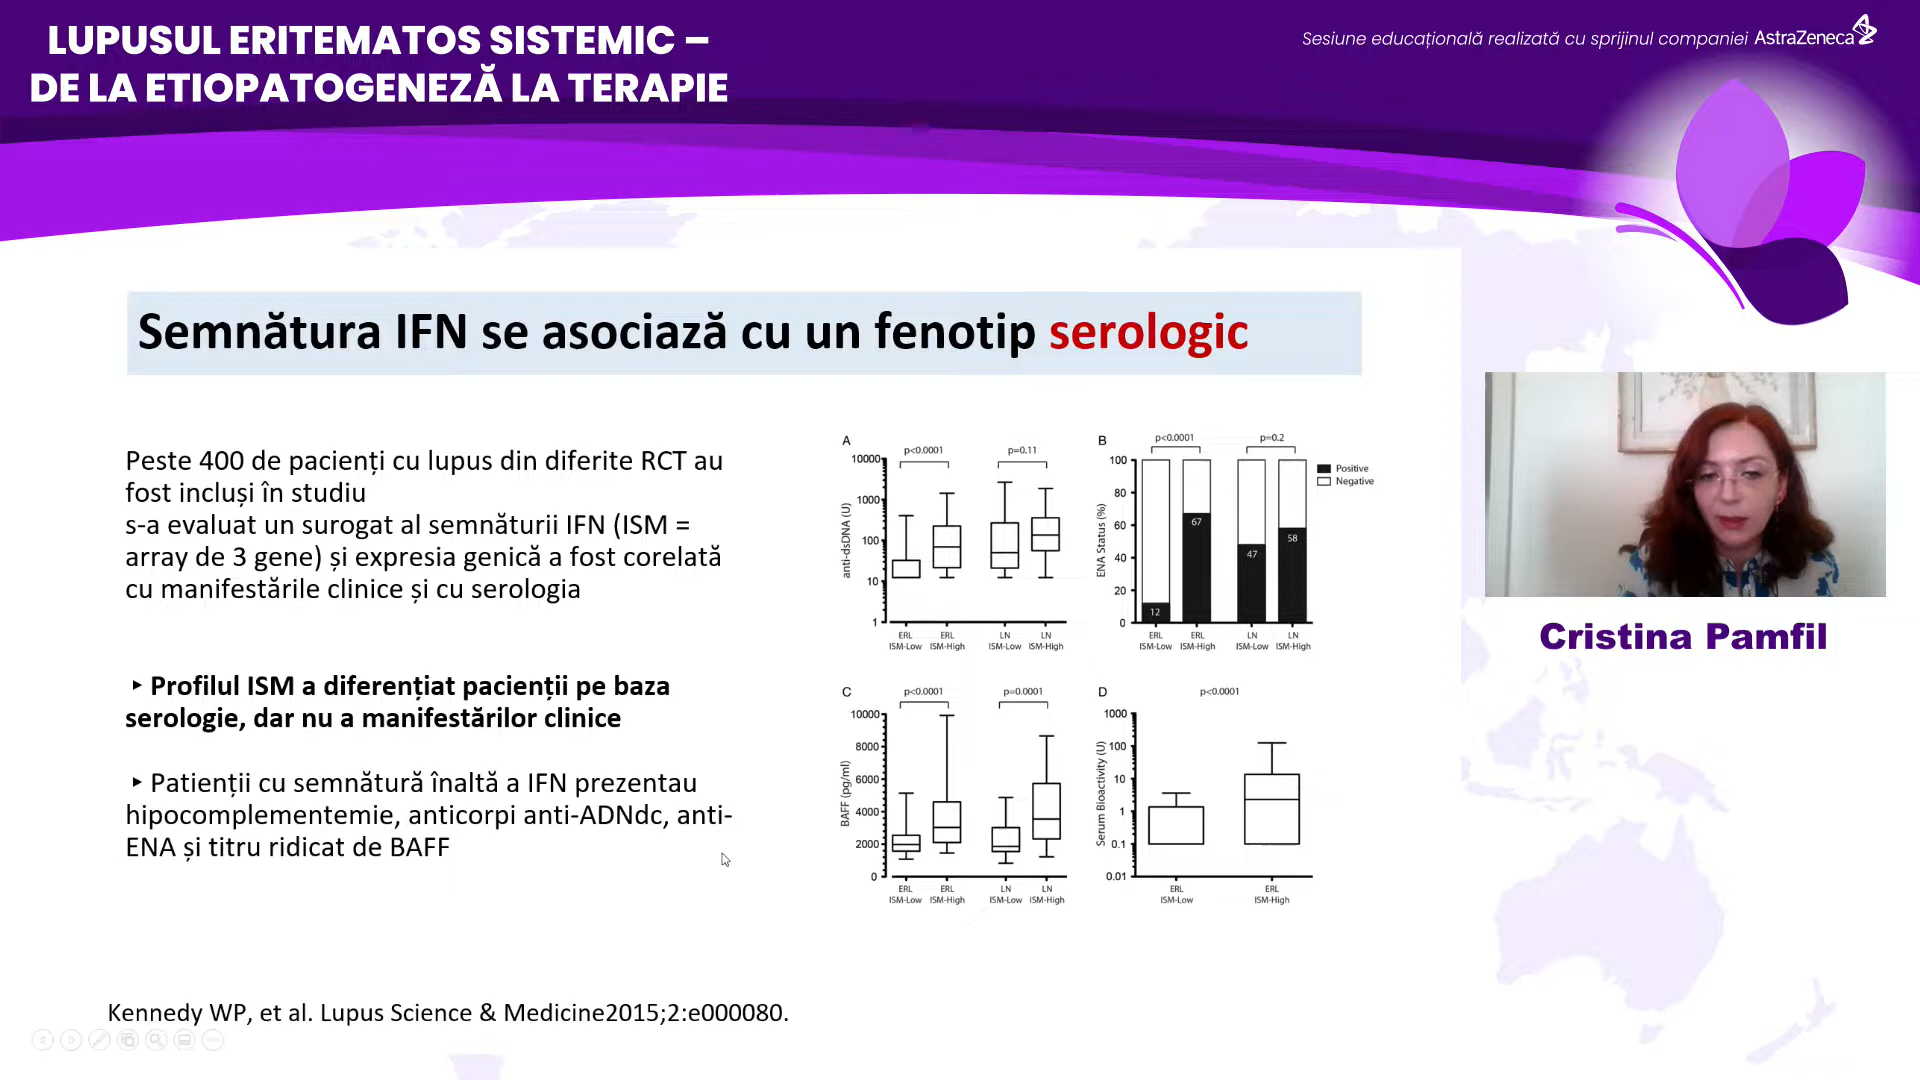 LUPUSUL ERITEMATOS SISTEMIC –
DE LA ETIOPATOGENEZĂ LA TERAPIE
Sesiune educațională realizată cu sprijinul companiei AstraZeneca
Semnătura IFN se asociază cu un fenotip serologic
Peste 400 de pacienți cu lupus din diferite RCT au
fost incluși în studiu
s-a evaluat un surogat al semnăturii IFN (ISM =
array de 3 gene) și expresia genică a fost corelată
cu manifestările clinice și cu serologia
‣ Profilul ISM a diferențiat pacienții pe baza
serologie, dar nu a manifestărilor clinice
‣ Patienții cu semnătură înaltă a IFN prezentau
hipocomplementemie, anticorpi anti-ADNdc, anti-
ENA și titru ridicat de BAFF
A
p<0.0001 p=0.11
anti-dsDNA (U)
10000
1000
100
10
1
ERL ERL LN LN
ISM-Low ISM-High ISM-Low ISM-High
B
p<0.0001 p=0.2
Positive
Negative
ENA Status (%)
100
80
60
40
20
0
12 67 47 58
ERL ERL LN LN
ISM-Low ISM-High ISM-Low ISM-High
C
p<0.0001 p=0.0001
BAFF (pg/ml)
10000
8000
6000
4000
2000
0
ERL ERL LN LN
ISM-Low ISM-High ISM-Low ISM-High
D
p<0.0001
Serum Bioactivity (U)
1000
100
10
1
0.1
0.01
ERL ERL
ISM-Low ISM-High
Cristina Pamfil
Kennedy WP, et al. Lupus Science & Medicine2015;2:e000080.